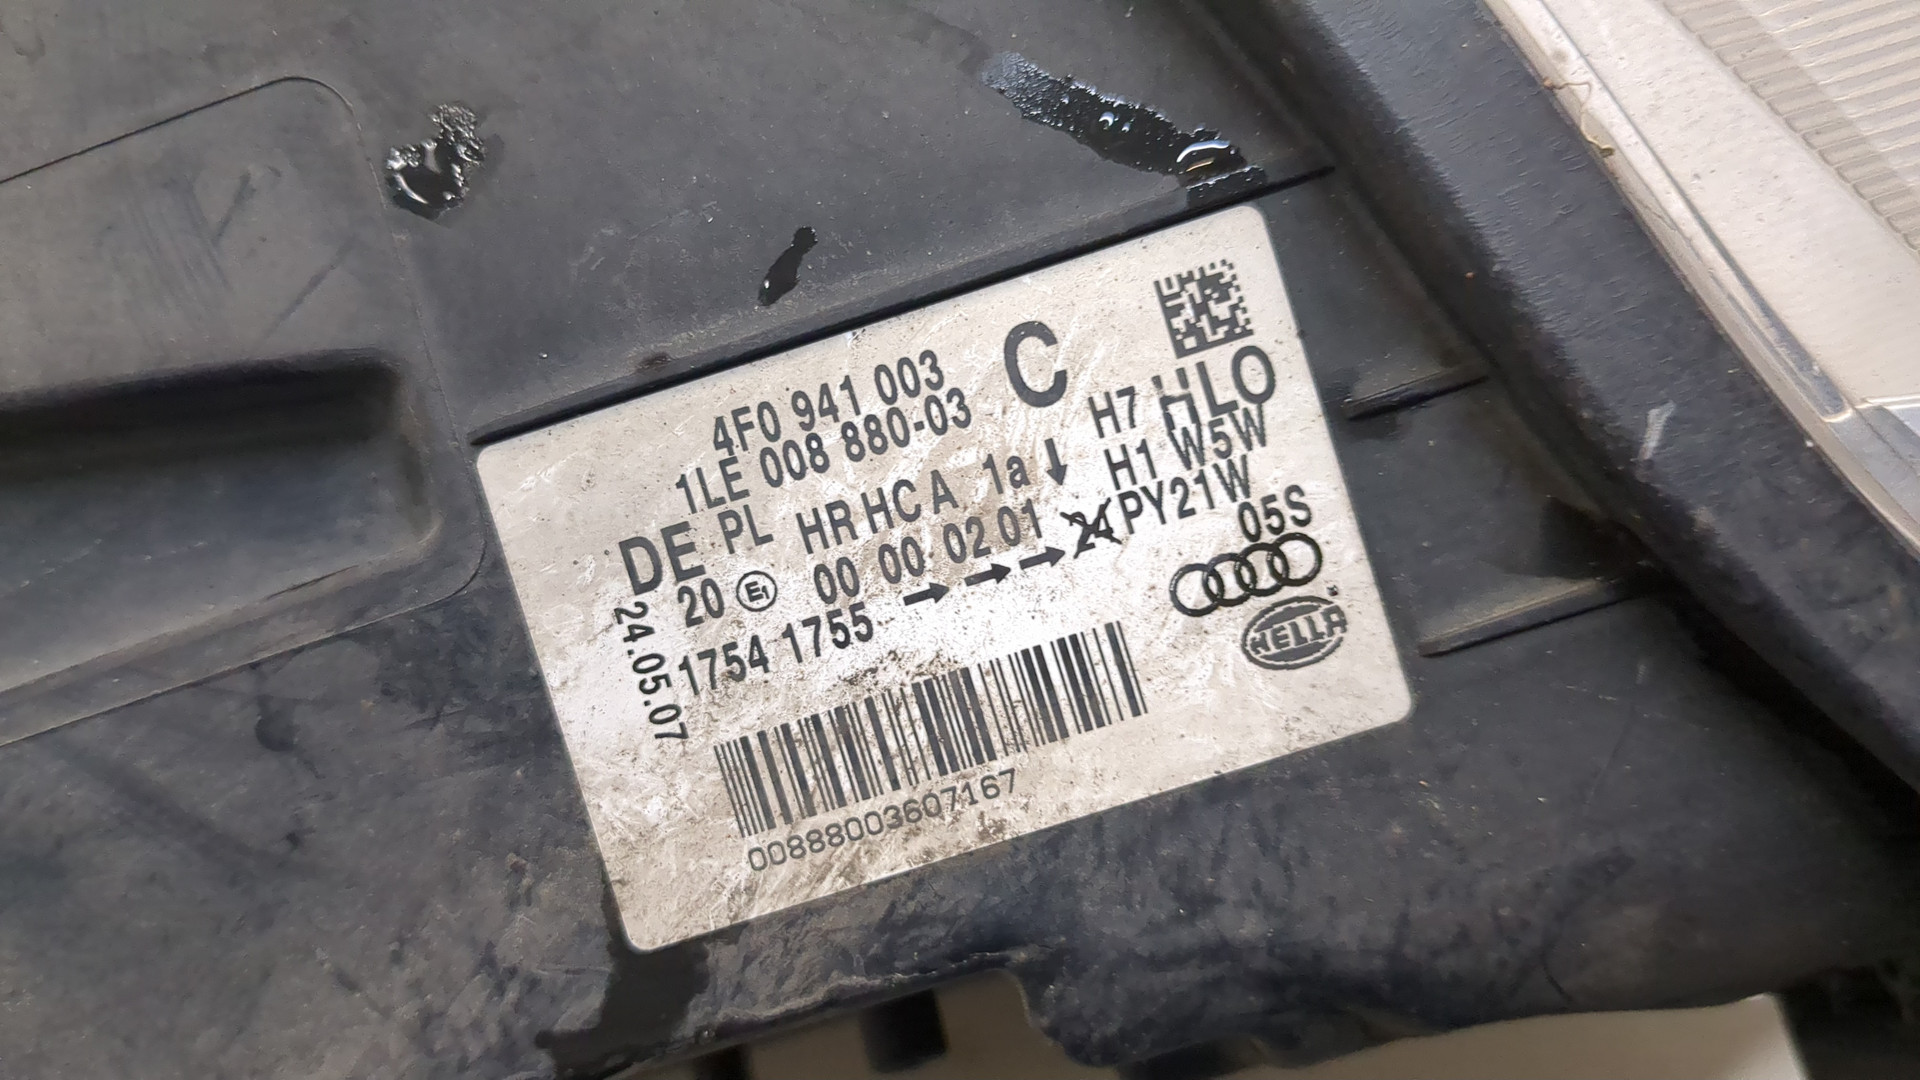 4F0 941 003 C
1LE 008 880-03
H7 HLO
DE PL HR HC A 1a ↓ H1 W5W
20 E1 00 00 02 01 24 PY21W
1754 1755 → → → 05S
24.05.07
HELLA
00888003607167